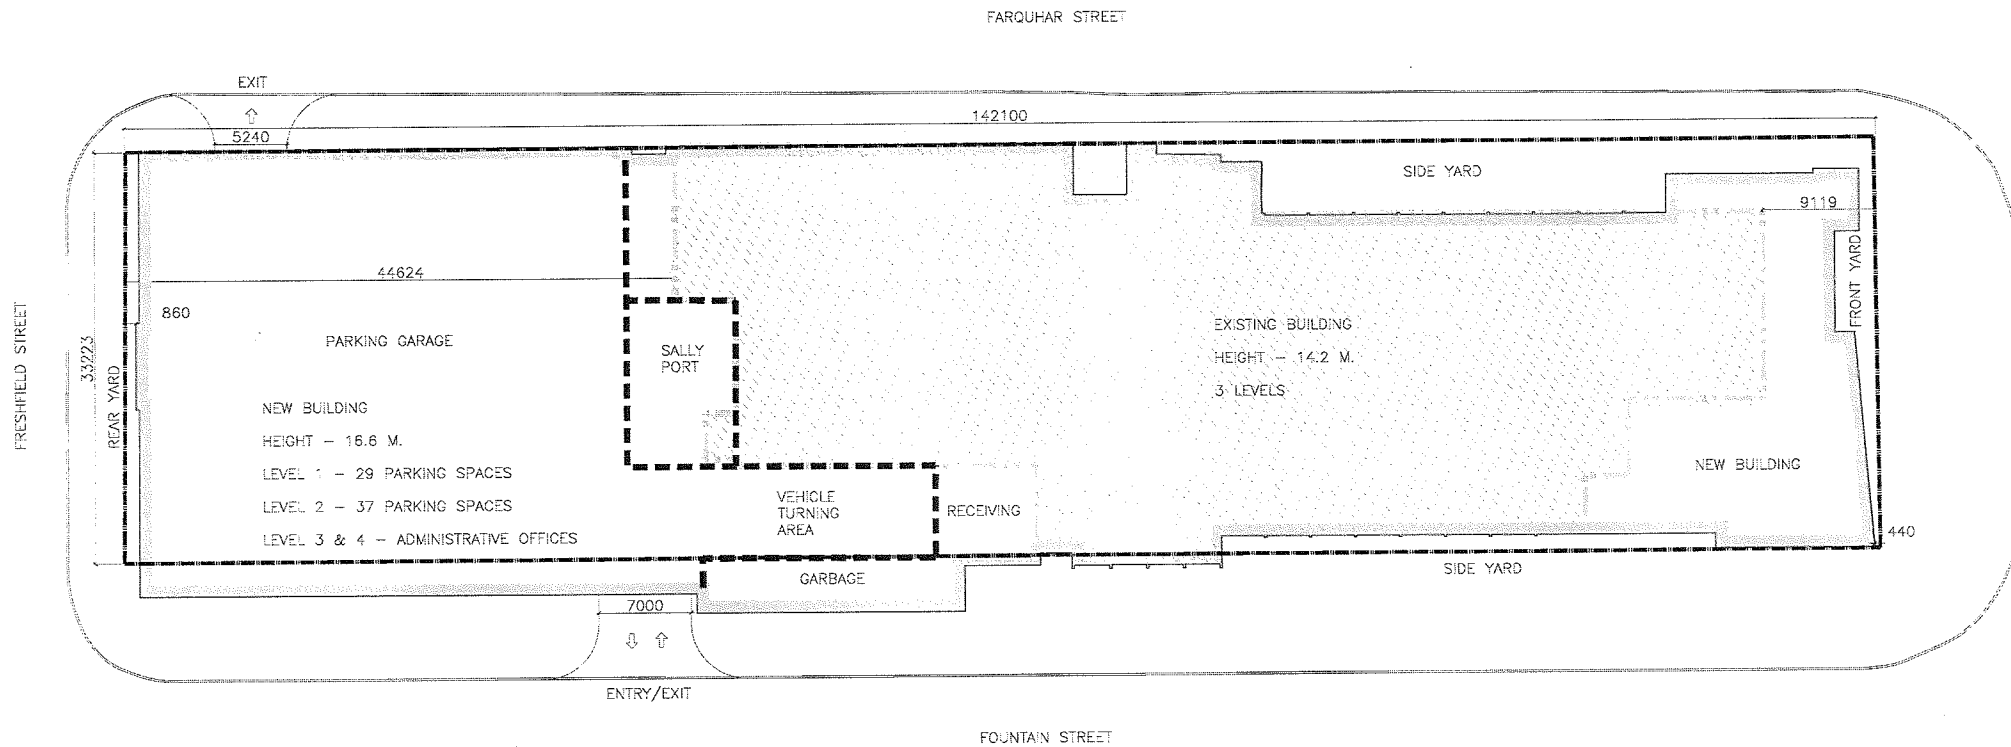 FARQUHAR STREET
EXIT
142100
5240
SIDE YARD
9119
44624
FRONT YARD
860
EXISTING BUILDING
HEIGHT – 14.2 M.
3 LEVELS
PARKING GARAGE
SALLY
PORT
FRESHFIELD STREET
33223
REAR YARD
NEW BUILDING
HEIGHT – 16.6 M.
LEVEL 1 – 29 PARKING SPACES
LEVEL 2 – 37 PARKING SPACES
LEVEL 3 & 4 – ADMINISTRATIVE OFFICES
NEW BUILDING
VEHICLE
TURNING
AREA
RECEIVING
440
SIDE YARD
GARBAGE
7000
ENTRY/EXIT
FOUNTAIN STREET